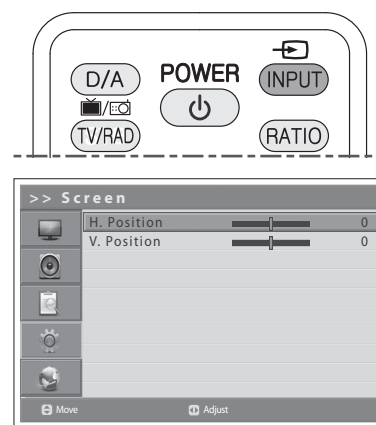 D/A POWER INPUT
TV/RAD RATIO
>> Screen
H. Position 0
V. Position 0
Move Adjust